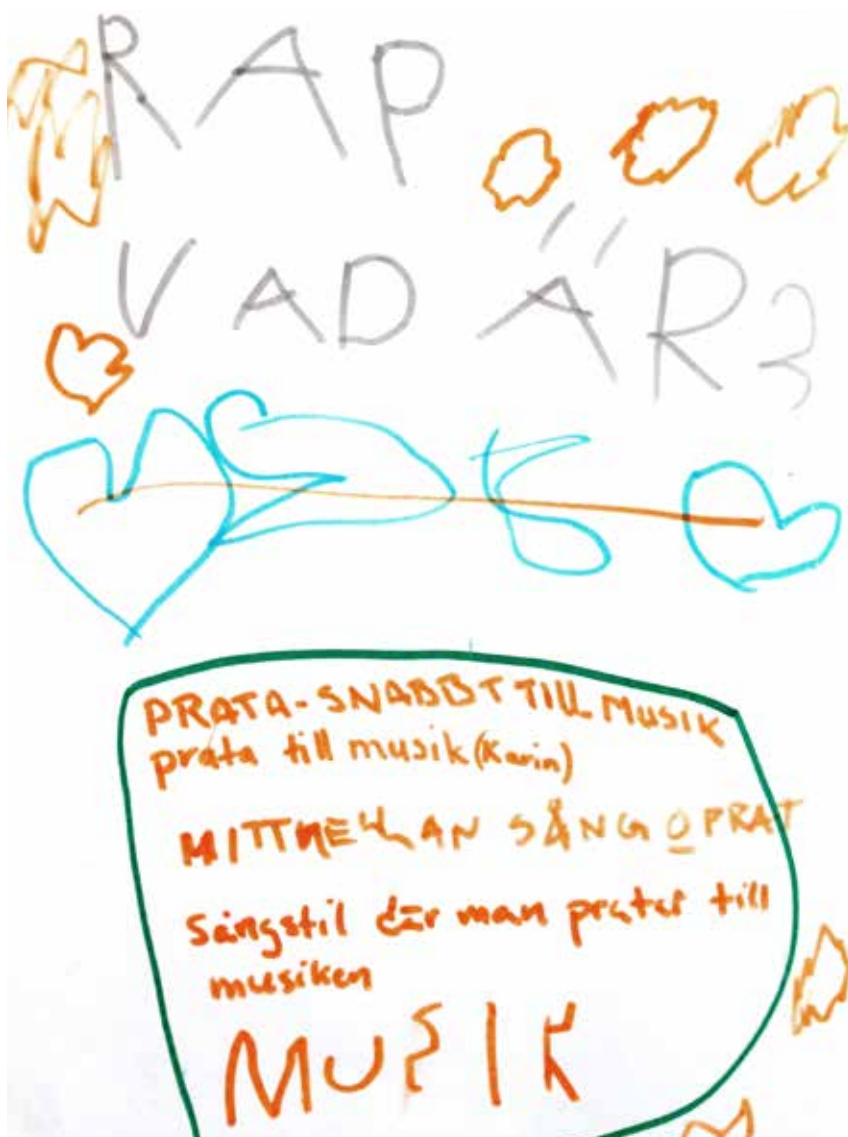 RAP
VAD ÄR?
PRATA-SNABBT TILL MUSIK
prata till musik (Karin)
MITTMELLAN SÅNG O PRAT
Sångstil där man pratar till
musiken
MUSIK